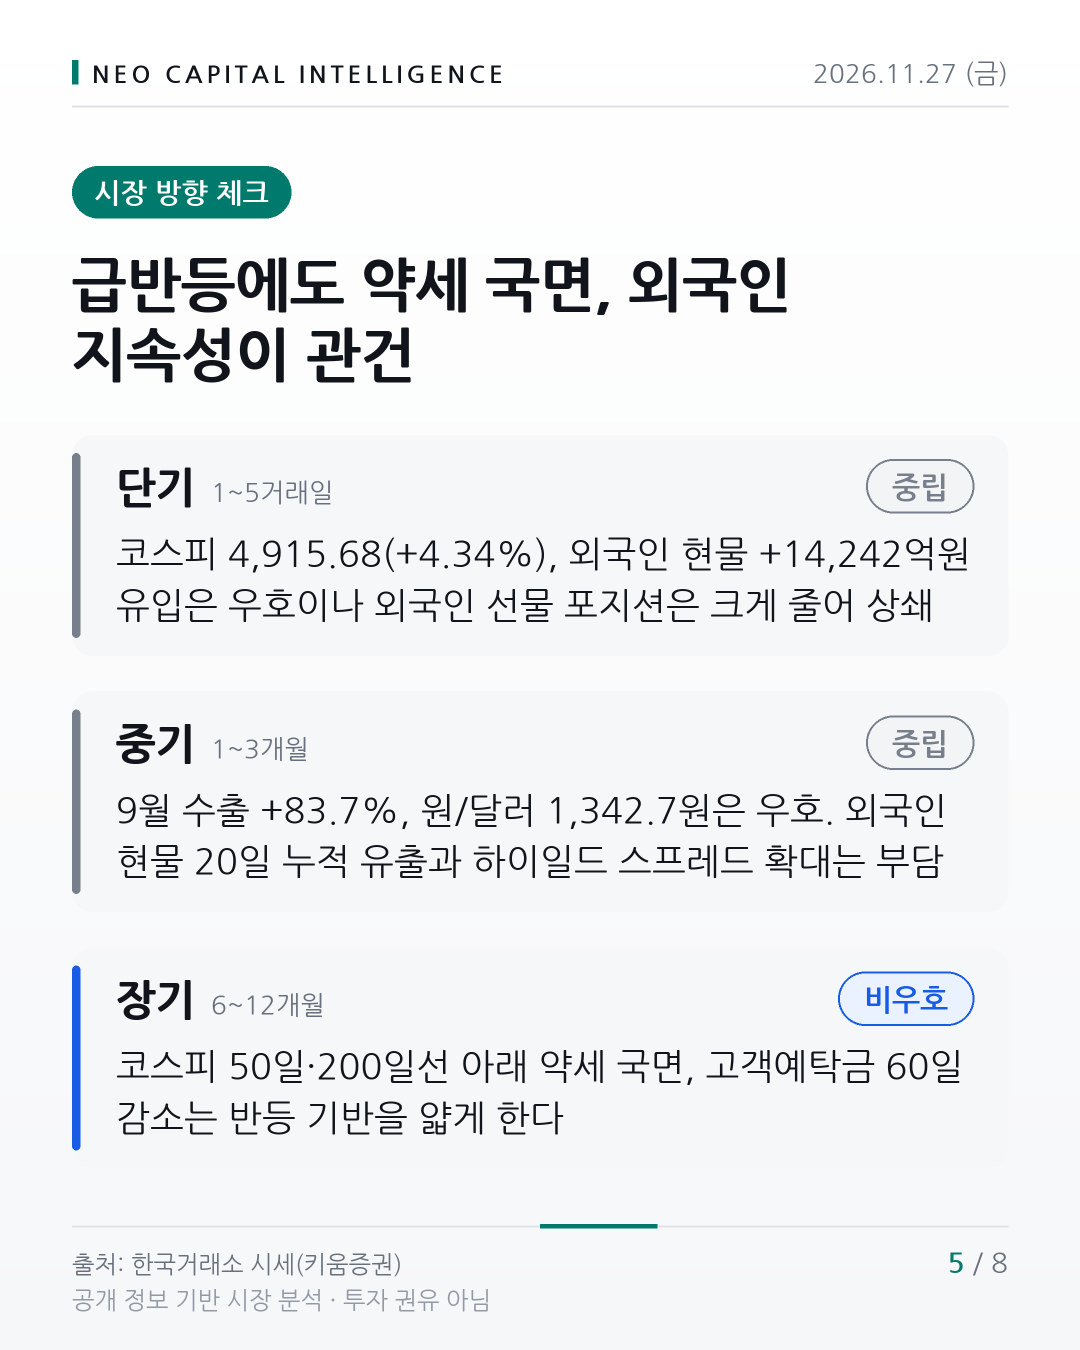 NEO CAPITAL INTELLIGENCE
2026.11.27 (금)
시장 방향 체크
급반등에도 약세 국면, 외국인
지속성이 관건
단기 1~5거래일
중립
코스피 4,915.68(+4.34%), 외국인 현물 +14,242억원
유입은 우호이나 외국인 선물 포지션은 크게 줄어 상쇄
중기 1~3개월
중립
9월 수출 +83.7%, 원/달러 1,342.7원은 우호. 외국인
현물 20일 누적 유출과 하이일드 스프레드 확대는 부담
장기 6~12개월
비우호
코스피 50일·200일선 아래 약세 국면, 고객예탁금 60일
감소는 반등 기반을 얇게 한다
출처: 한국거래소 시세(키움증권)
5 / 8
공개 정보 기반 시장 분석 · 투자 권유 아님